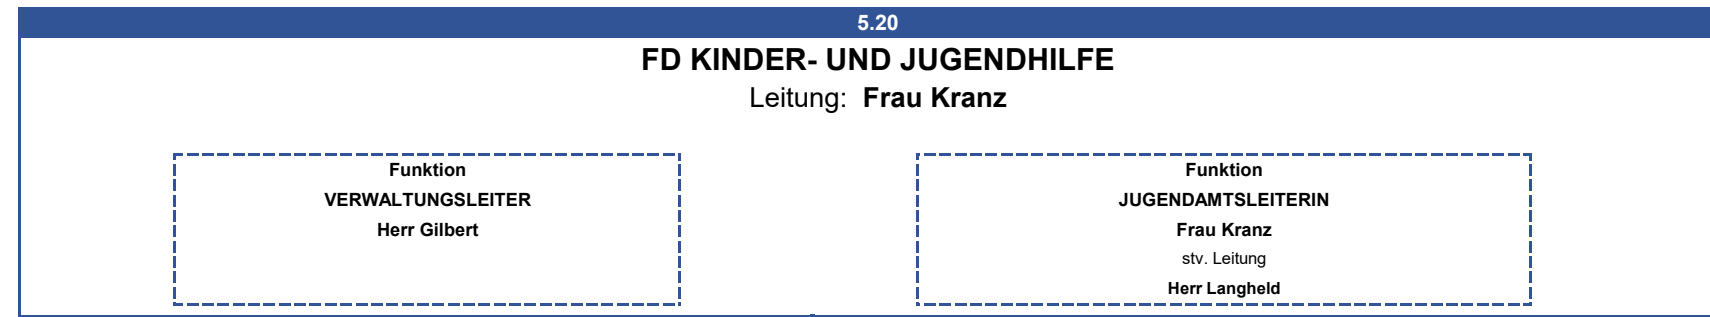 5.20
FD KINDER- UND JUGENDHILFE
Leitung: Frau Kranz
Funktion
VERWALTUNGSLEITER
Herr Gilbert
Funktion
JUGENDAMTSLEITERIN
Frau Kranz
stv. Leitung
Herr Langheld